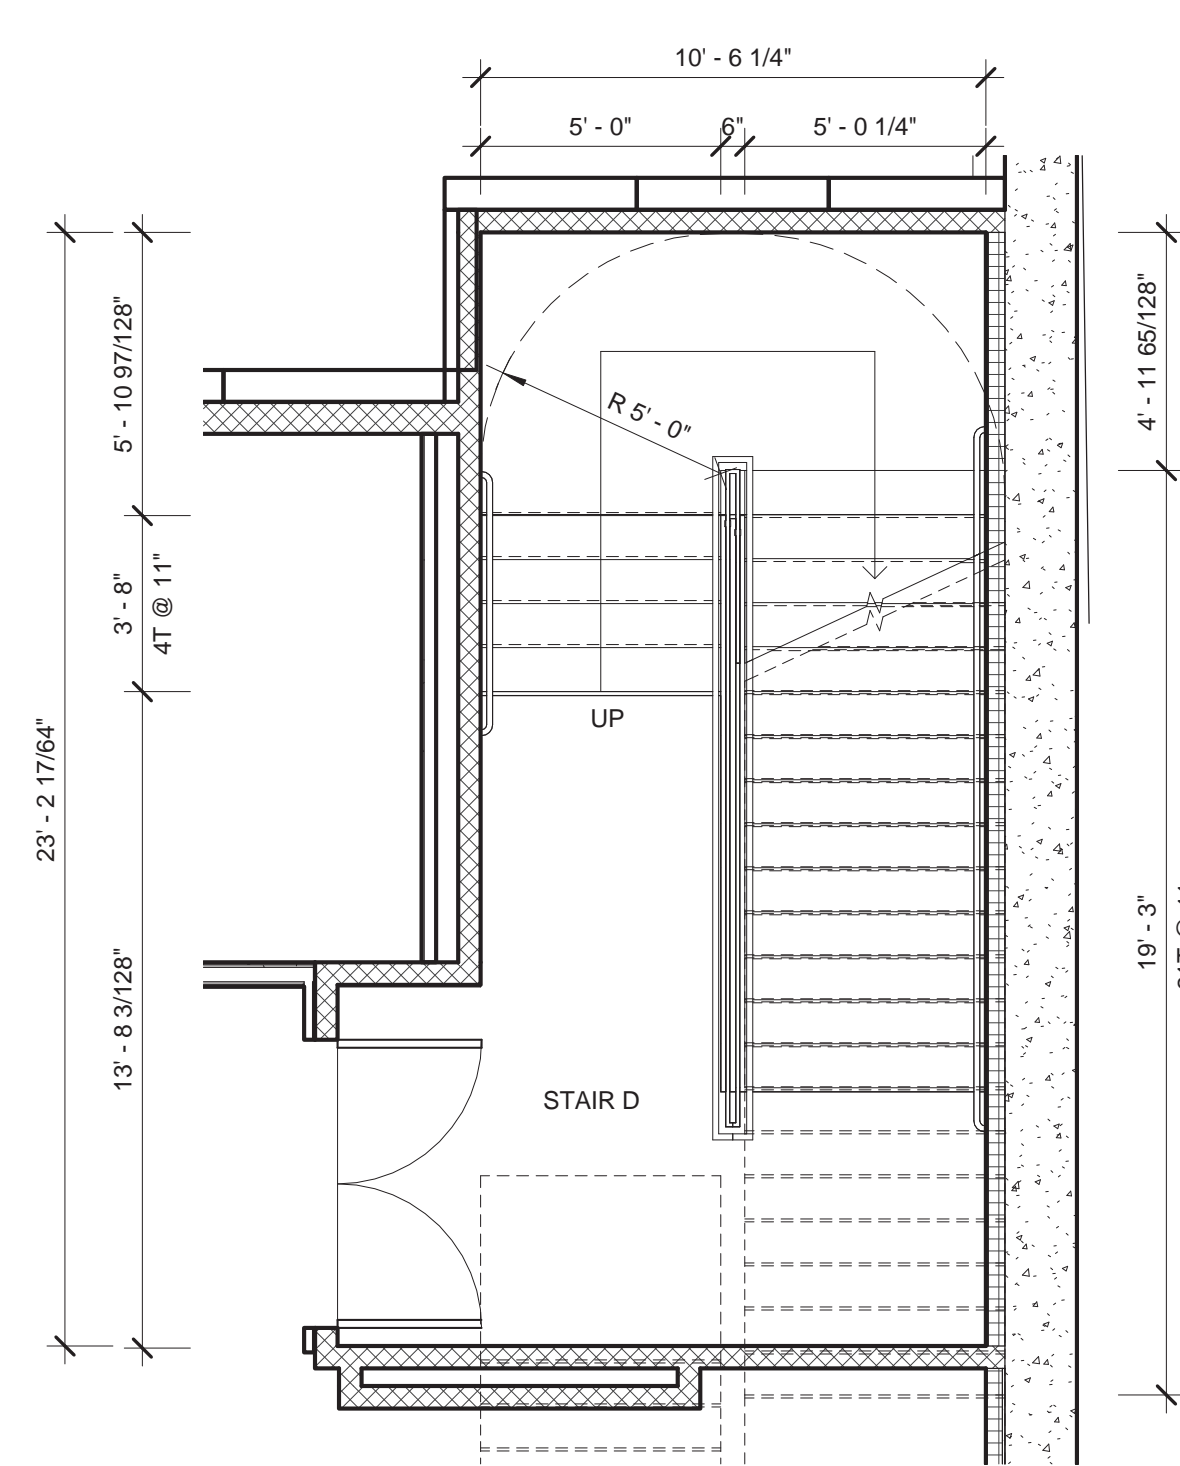 10' - 6 1/4"
5' - 0"
6"
5' - 0 1/4"
5' - 10 97/128"
4' - 11 65/128"
R 5' - 0"
3' - 8"
4T @ 11"
UP
23' - 2 17/64"
19' - 3"
13' - 8 3/128"
STAIR D